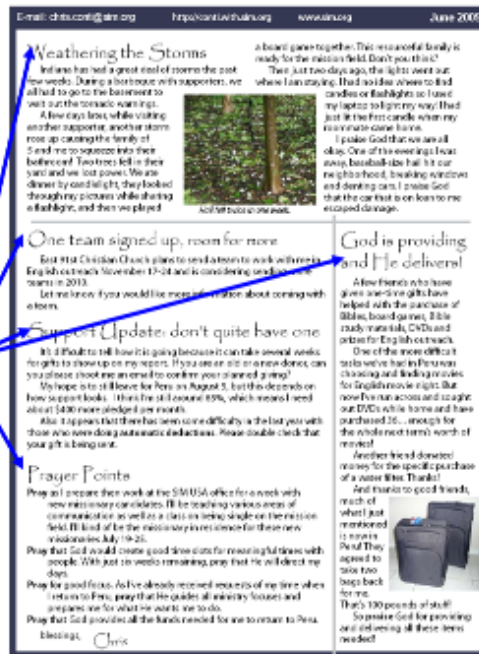 E-mail: chris.conti@sim.org http://conti.with.sim.org www.sim.org June 2009
Weathering the Storms
Indiana has had a great deal of storms the past
few weeks. During a barbeque with supporters, we
all had to go to the basement to
wait out the tornado warnings.
A few days later, while visiting
another supporter, another storm
rose up causing the family of
5 and me to squeeze into their
bathroom! Two trees fell in their
yard and we lost power. We ate
dinner by candlelight, they looked
through my pictures while sharing
a flashlight, and then we played
a board game together. This resourceful family is
ready for the mission field. Don't you think?
Then just two days ago, the lights went out
where I am staying. I had no idea where to find
candles or flashlights so I used
my laptop to light my way! I had
just lit the first candle when my
roommate came home.
I praise God that we are all
okay. One of the evenings I was
away, baseball-size hail hit our
neighborhood, breaking windows
and denting cars. I praise God
that the car that is on loan to me
escaped damage.
Hail fell twice in one week.
One team signed up, room for more
East 91st Christian Church plans to send a team to work with me in
English outreach November 17-24 and is considering sending
teams in 2010.
Let me know if you would like more information about coming with
a team.
Support Update: don't quite have one
It's difficult to tell how it is going because it can take several weeks
for gifts to show up on my report. If you are an old or a new donor, can
you please shoot me an email to confirm your planned giving?
My hope is to still leave for Peru on August 5, but this depends on
how support looks. I think I'm still around 85%, which means I need
about $400 more pledged per month.
Also it appears that there has been some difficulty in the last year with
those who were doing automatic deductions. Please double check that
your gift is being sent.
Prayer Points
Pray as I prepare then work at the SIM USA office for a week with
new missionary candidates. I'll be teaching various areas of
communication as well as a class on being single on the mission
field. I'll kind of be the missionary in residence for these new
missionaries July 19-25.
Pray that God would create good time slots for meaningful times with
people. With just six weeks remaining, pray that He will direct my
days.
Pray for good focus. As I've already received requests of my time when
I return to Peru, pray that He guides all ministry focuses and
prepares me for what He wants me to do.
Pray that God provides all the funds needed for me to return to Peru.
blessings, Chris
God is providing
and He delivers!
A few friends who have
given one-time gifts have
helped with the purchase of
Bibles, board games, Bible
study materials, DVDs and
prizes for English outreach.
One of the more difficult
tasks we've had in Peru was
choosing and finding movies
for English movie night. But
now I've run across and sought
out DVDs while home and have
purchased 36... enough for
the whole next term's worth of
movies!
Another friend donated
money for the specific purchase
of a water filter. Thanks!
And thanks to good friends,
much of
what I just
mentioned
is now in
Peru! They
agreed to
take two
bags back
for me.
That's 100 pounds of stuff!
So praise God for providing
and delivering all these items
needed!